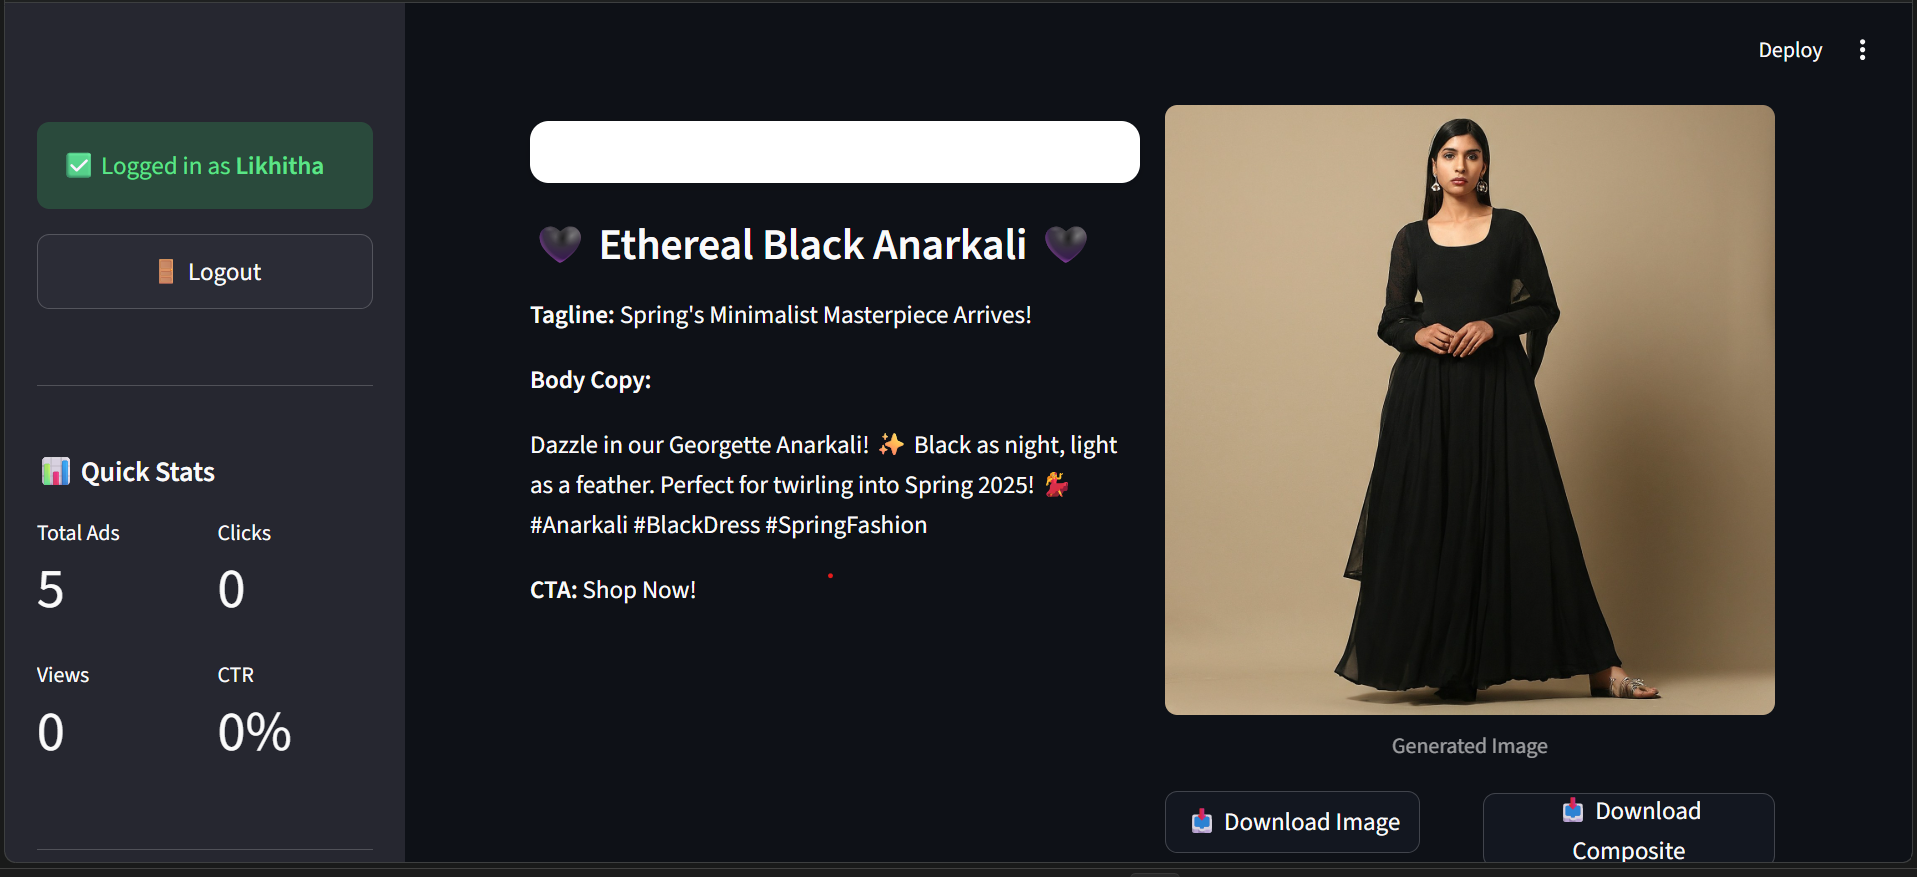 Deploy
✅ Logged in as Likhitha
🚪 Logout
📊 Quick Stats
Total Ads
Clicks
5
0
Views
CTR
0
0%
🖤 Ethereal Black Anarkali 🖤
Tagline: Spring's Minimalist Masterpiece Arrives!
Body Copy:
Dazzle in our Georgette Anarkali! ✨ Black as night, light
as a feather. Perfect for twirling into Spring 2025! 💃
#Anarkali #BlackDress #SpringFashion
CTA: Shop Now!
Generated Image
📥 Download Image
📥 Download
Composite